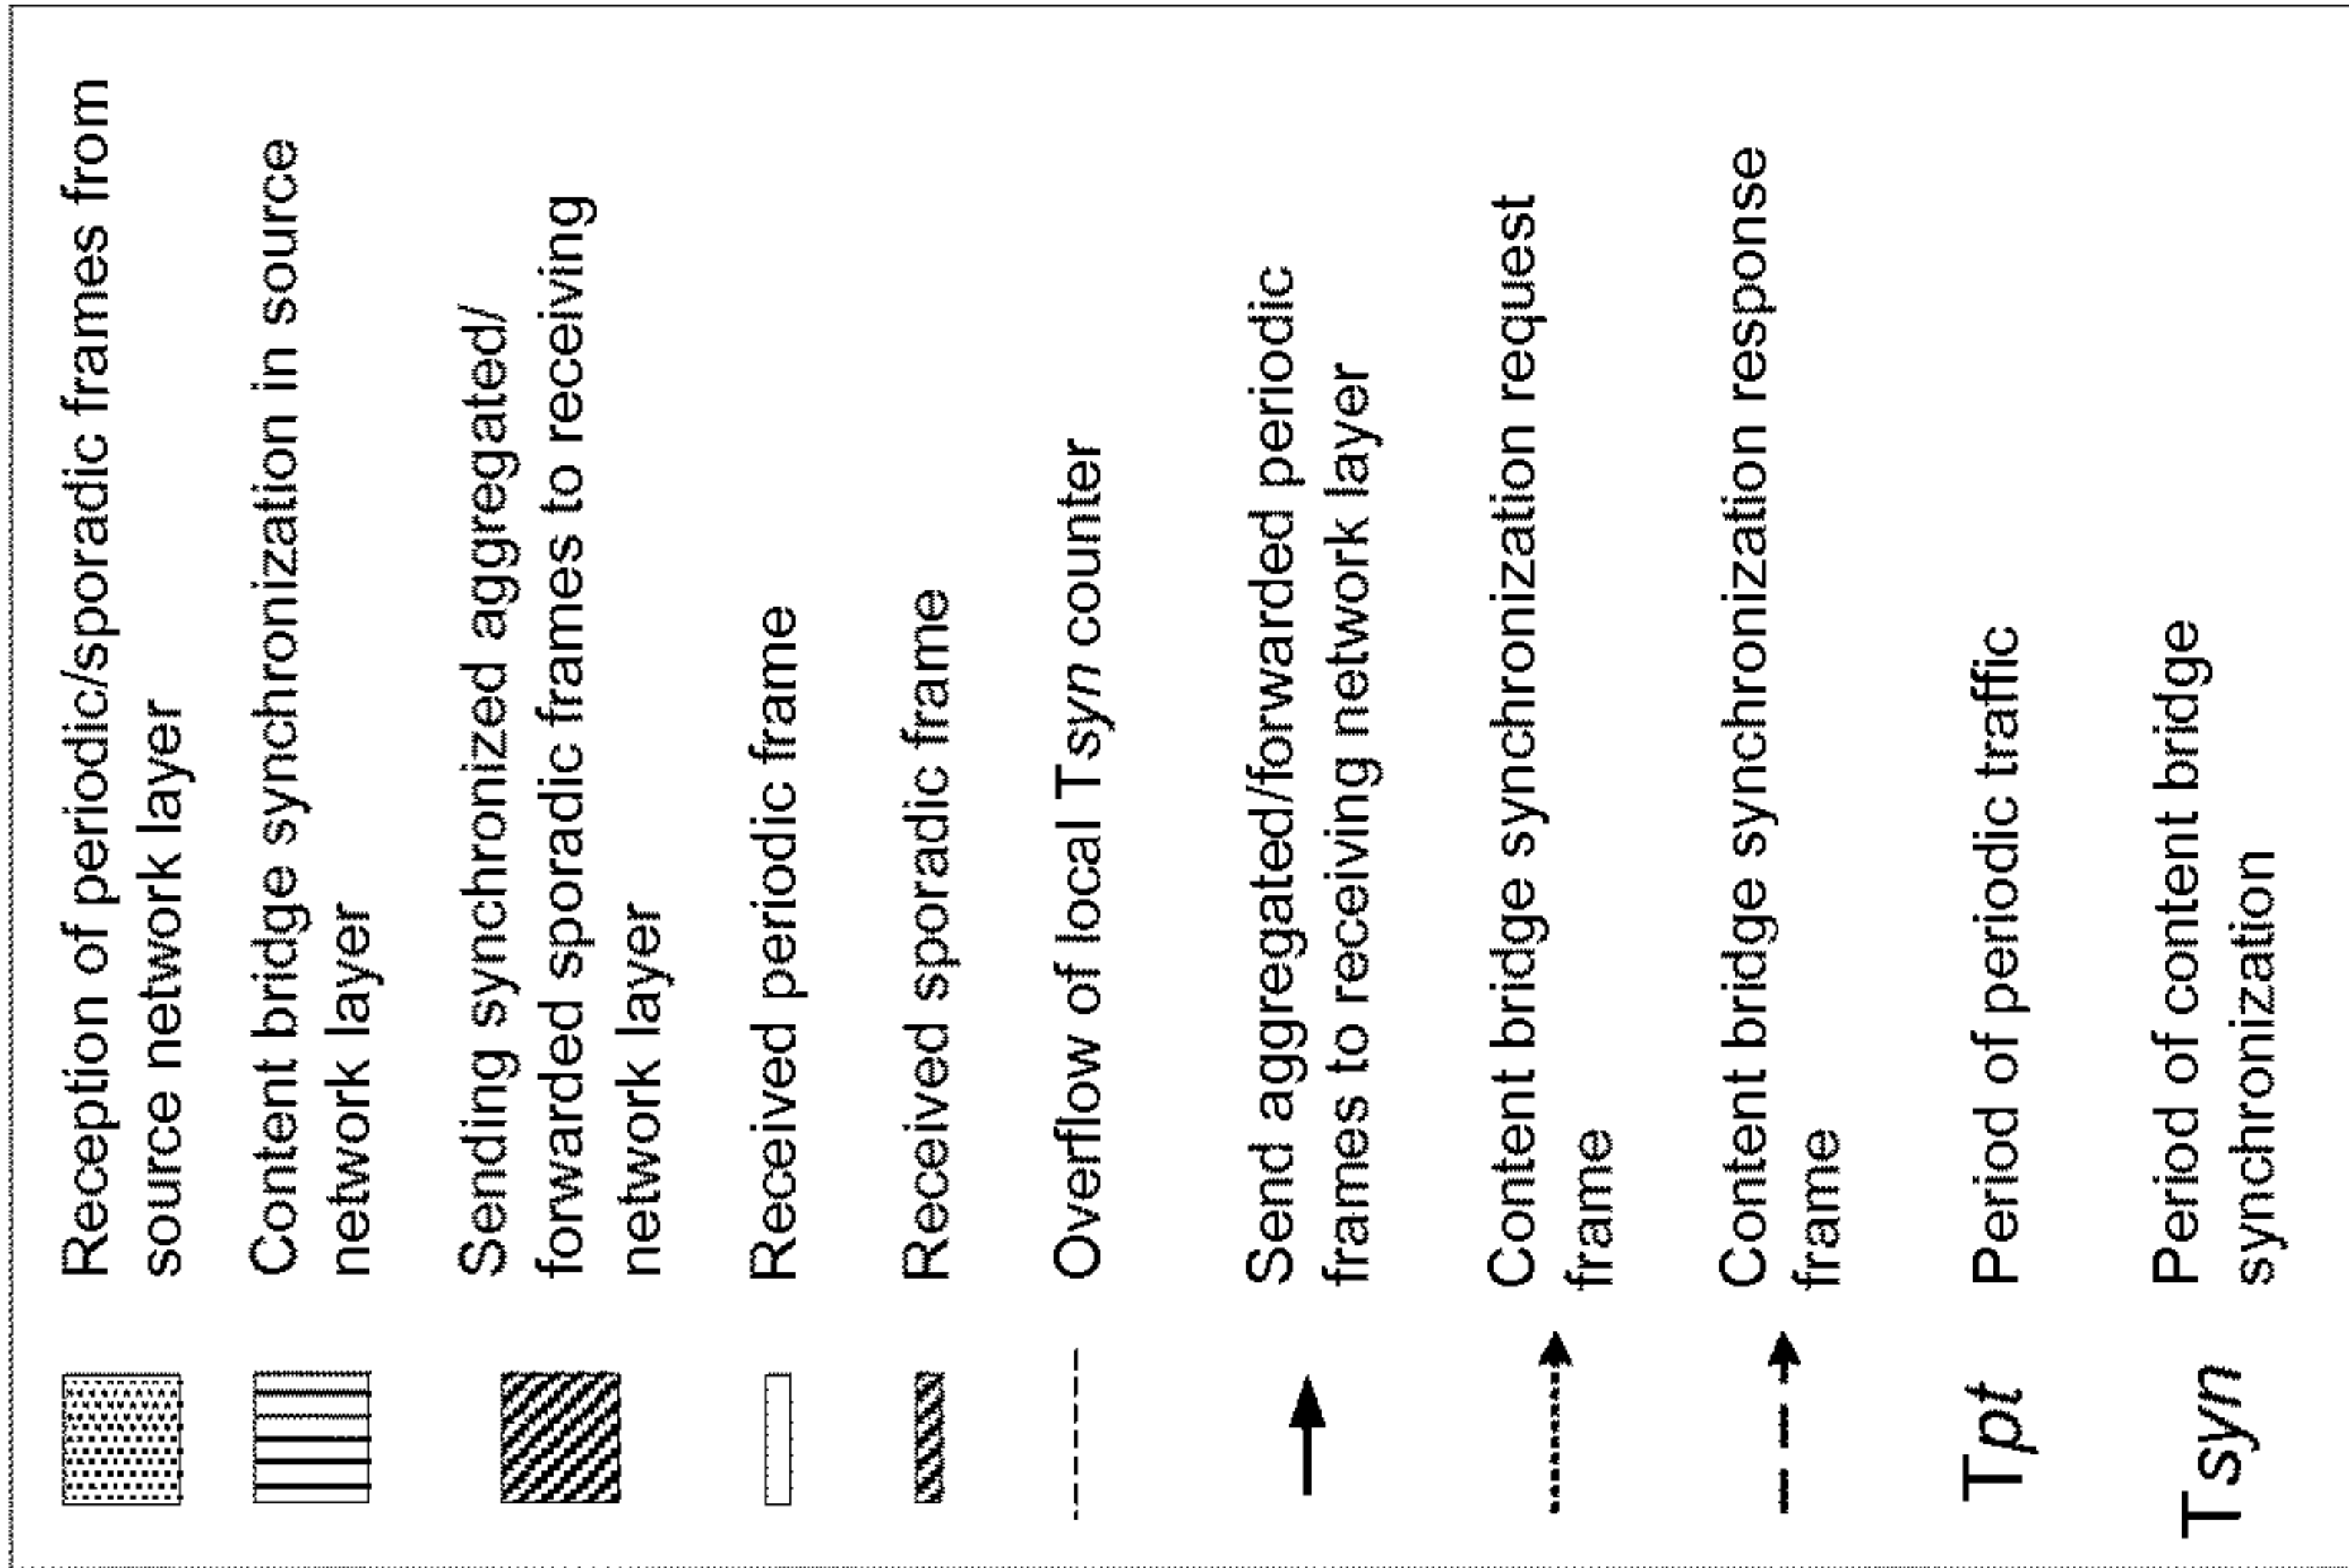 Reception of periodic/sporadic frames from
source network layer
Content bridge synchronization in source
network layer
Sending synchronized aggregated/
forwarded sporadic frames to receiving
network layer
Received periodic frame
Received sporadic frame
Overflow of local Tsyn counter
Send aggregated/forwarded periodic
frames to receiving network layer
Content bridge synchronization request
frame
Content bridge synchronization response
frame
Tpt Period of periodic traffic
Tsyn Period of content bridge
synchronization